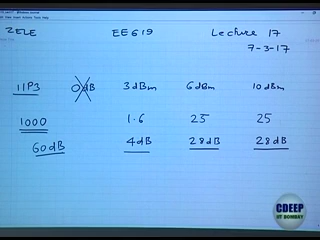 2ELE EE619 Lecture 17
7-3-17
IIP3 0dB 3dBm 6dBm 10dBm
1000 1.6 25 25
60dB 4dB 28dB 28dB
CDEEP
IIT BOMBAY